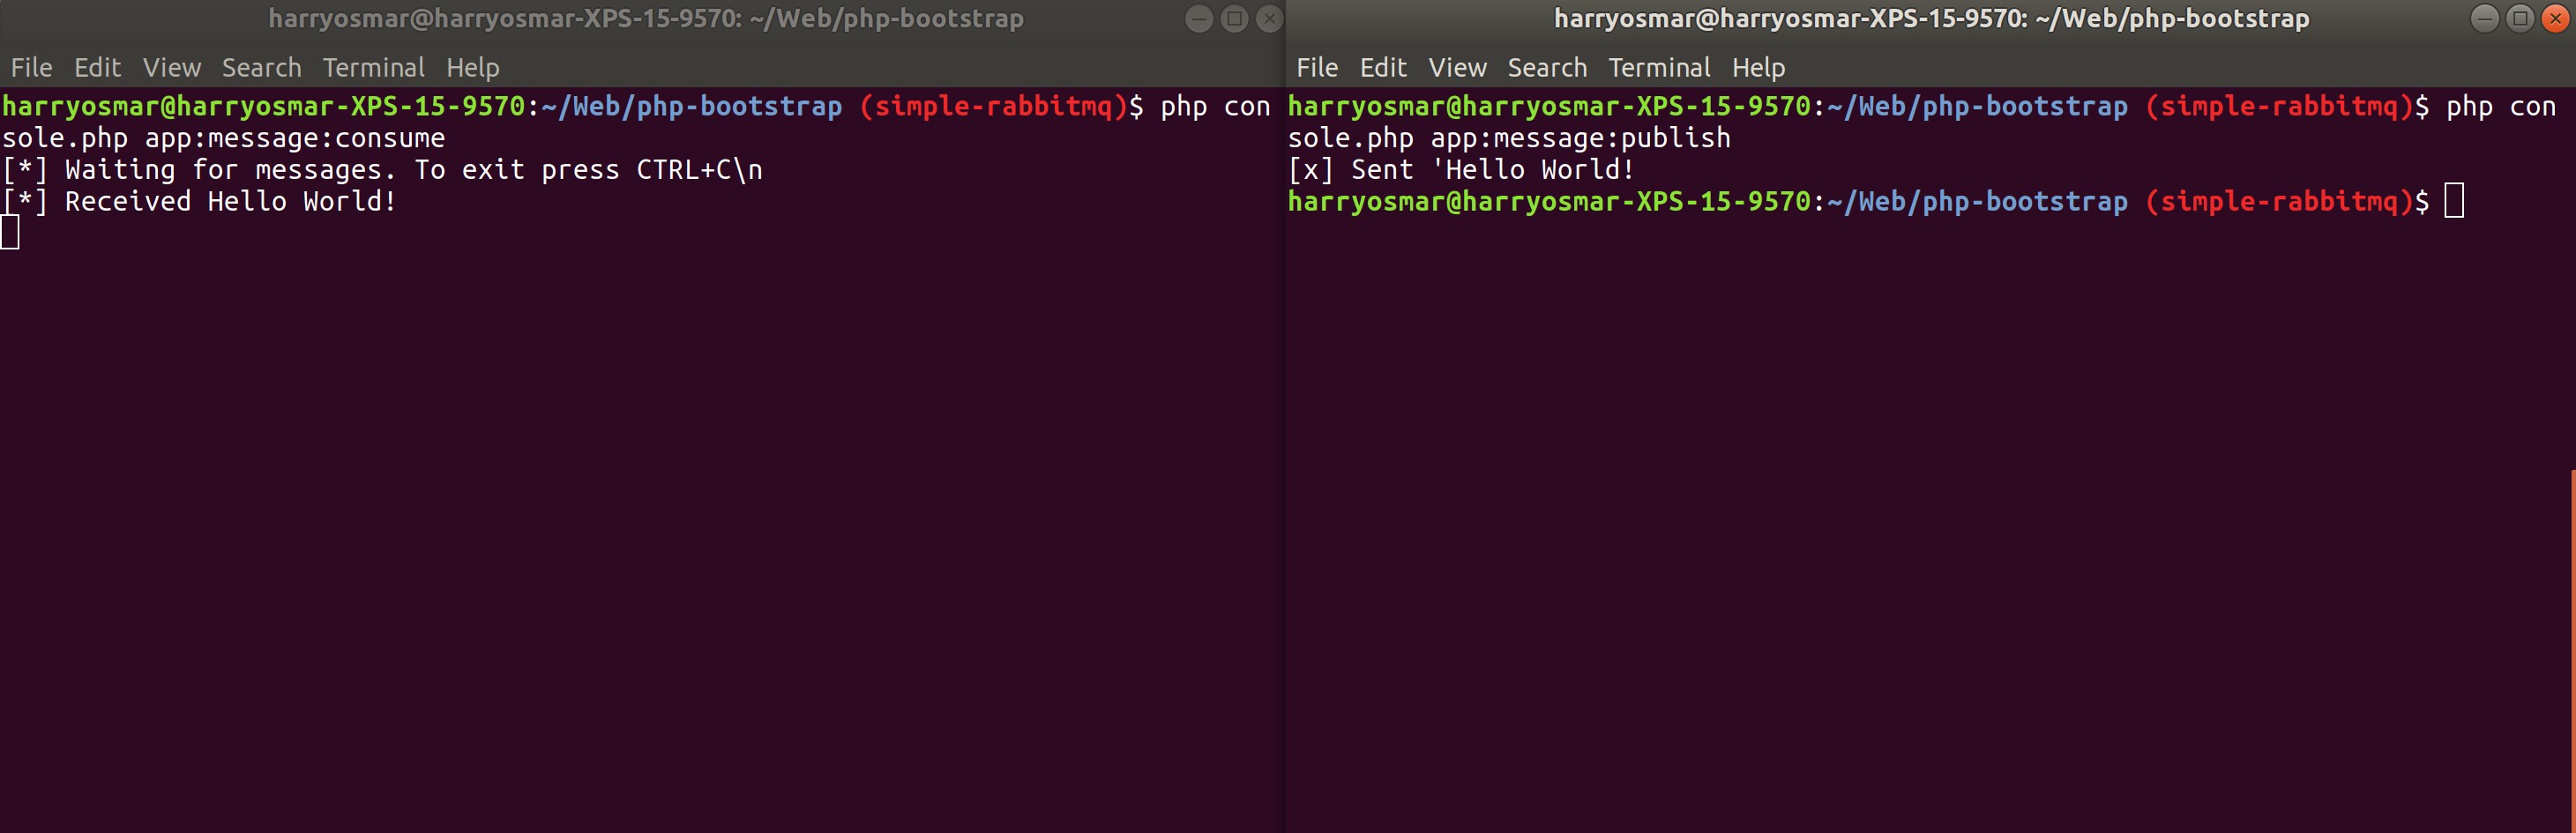 harryosmar@harryosmar-XPS-15-9570: ~/Web/php-bootstrap
File Edit View Search Terminal Help
harryosmar@harryosmar-XPS-15-9570:~/Web/php-bootstrap (simple-rabbitmq)$ php con
sole.php app:message:consume
[*] Waiting for messages. To exit press CTRL+C\n
[*] Received Hello World!
harryosmar@harryosmar-XPS-15-9570: ~/Web/php-bootstrap
File Edit View Search Terminal Help
harryosmar@harryosmar-XPS-15-9570:~/Web/php-bootstrap (simple-rabbitmq)$ php con
sole.php app:message:publish
[x] Sent 'Hello World!
harryosmar@harryosmar-XPS-15-9570:~/Web/php-bootstrap (simple-rabbitmq)$